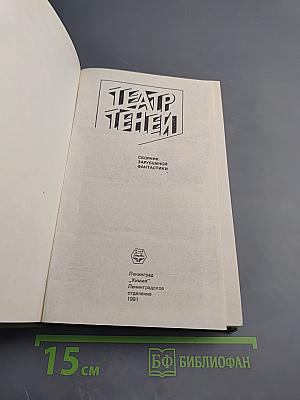 ТЕАТР
ТЕНЕЙ
СБОРНИК
ЗАРУБЕЖНОЙ
ФАНТАСТИКИ
Ленинград
„Химия"
Ленинградское
отделение
1991
15 см
БФ БИБЛИОФАН